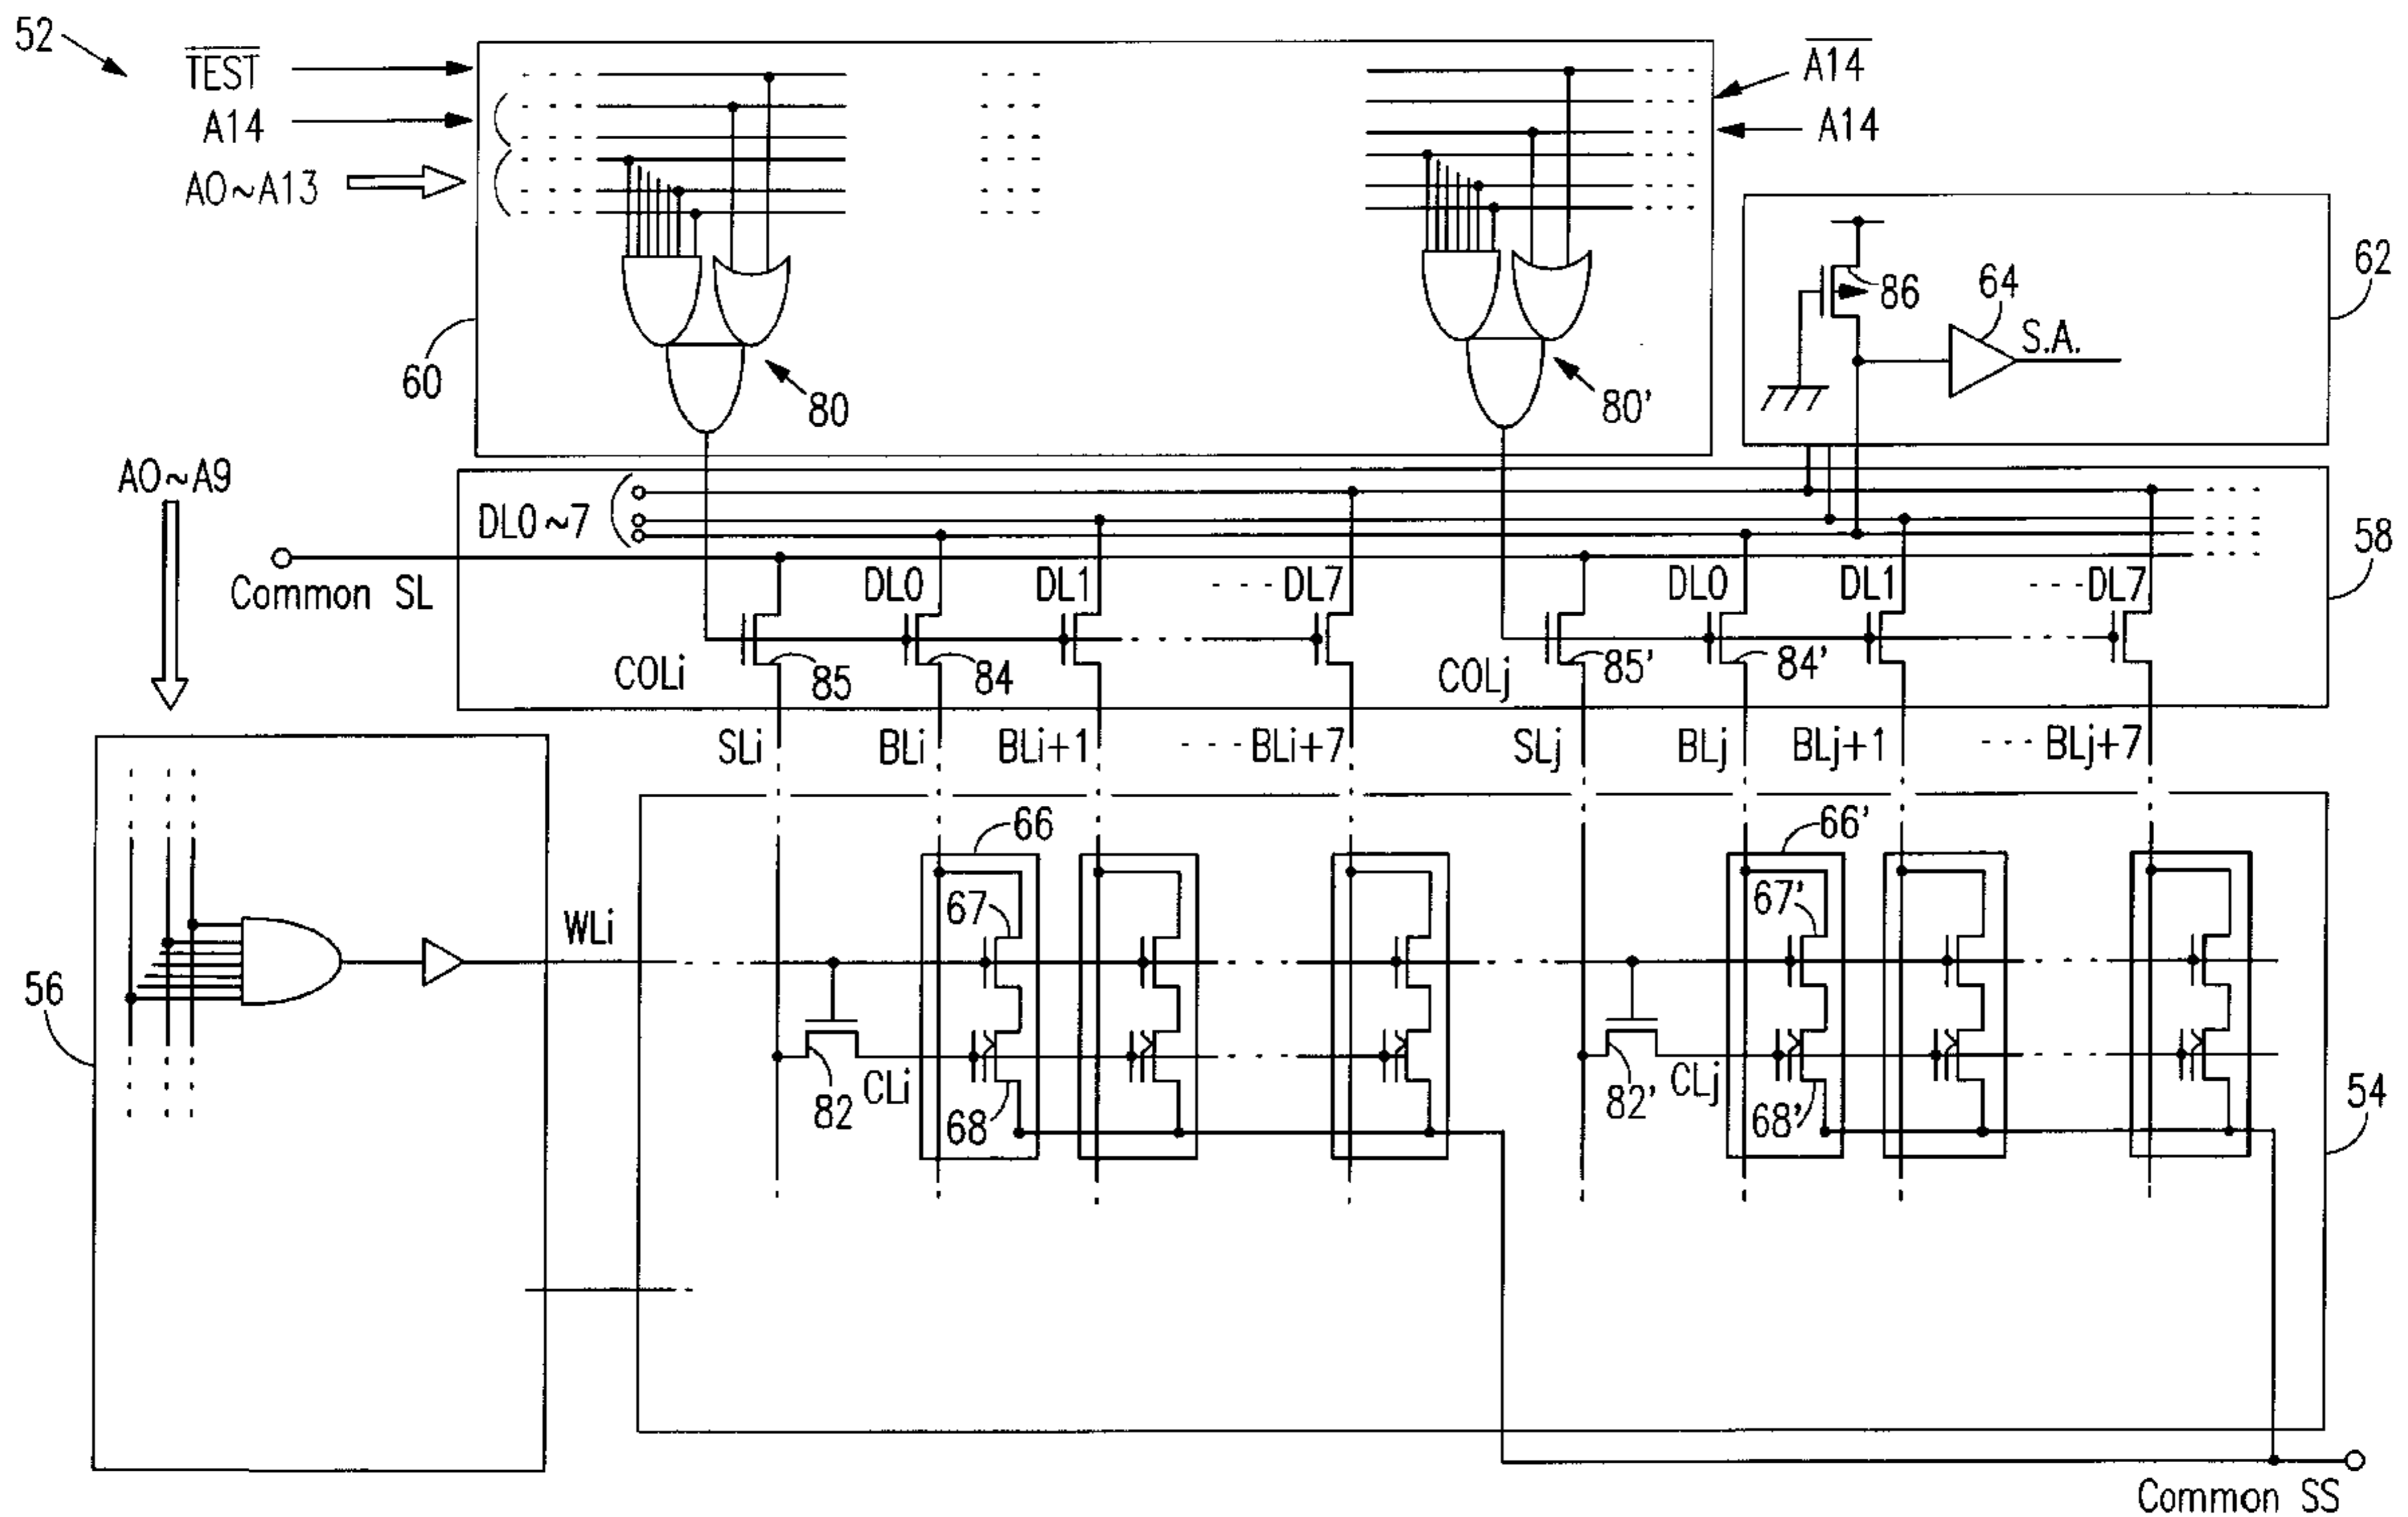 52
T̅E̅S̅T̅
A̅1̅4̅
A14
A14
A0~A13
62
86
64
S.A.
60
80
80'
A0~A9
DL0~7
58
Common SL
DL0
DL1
---DL7
DL0
DL1
---DL7
COLi
85
84
COLj
85'
84'
SLi
BLi
BLi+1
---BLi+7
SLj
BLj
BLj+1
---BLj+7
66
66'
67
67'
WLi
56
82
CLi
68
82'
CLj
68'
54
Common SS